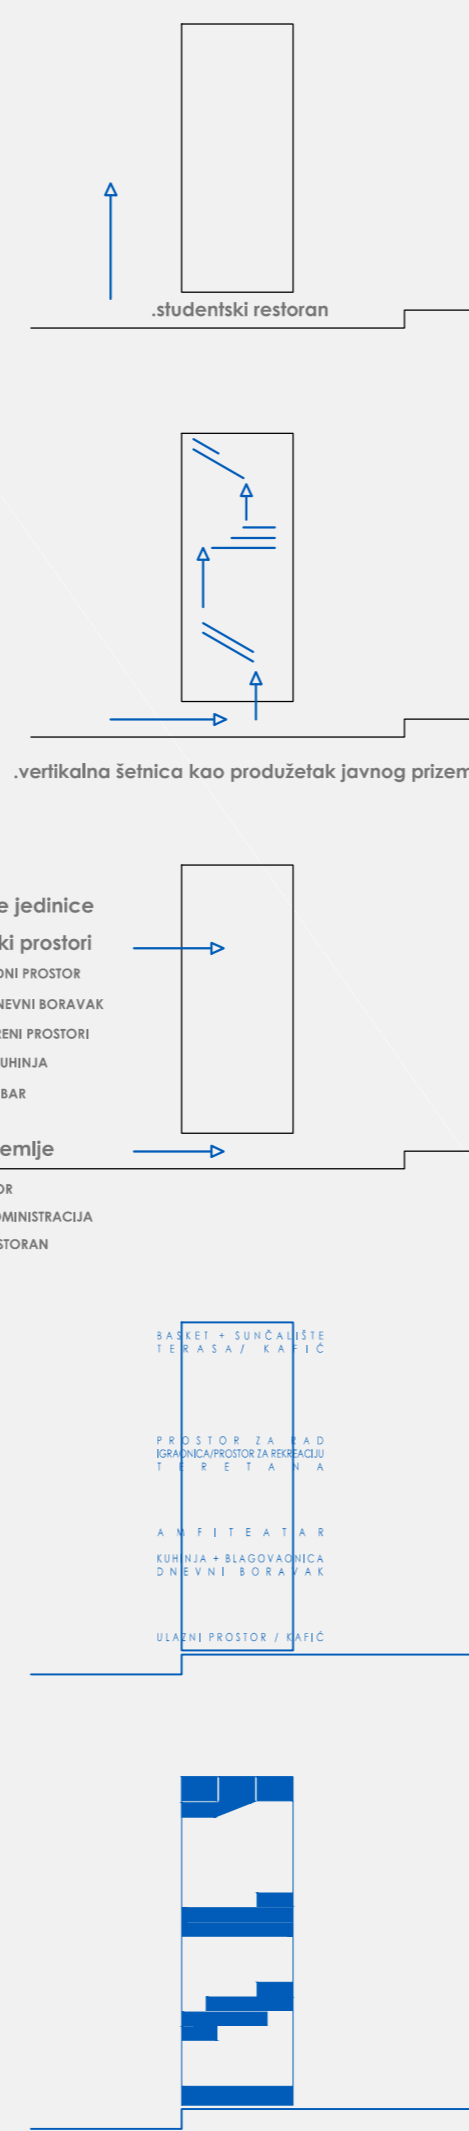 .studentski restoran
.vertikalna šetnica kao produžetak javnog prizem
e jedinice
ki prostori
DNI PROSTOR
NEVNI BORAVAK
RENI PROSTORI
UHINJA
BAR
emlje
OR
DMINISTRACIJA
STORAN
BASKET + SUNČALIŠTE
TERASA/ KAFIĆ
PROSTOR ZA RAD
IGRAONICA/PROSTOR ZA REKREACIJU
TERETANA
AMFITEATAR
KUHINJA + BLAGOVAONICA
DNEVNI BORAVAK
ULAZNI PROSTOR / KAFIĆ